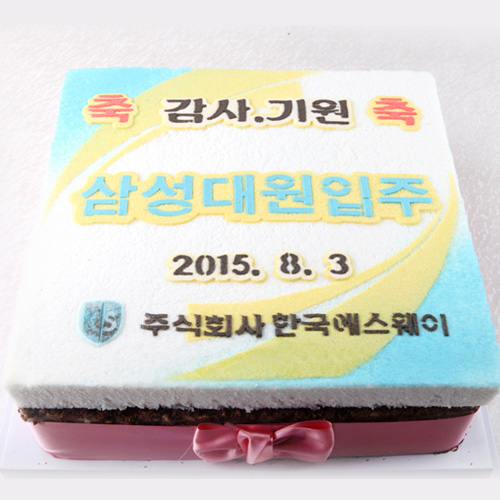 축 감사.기원 축
삼성대원입주
2015. 8. 3
주식회사 한국에스웨이